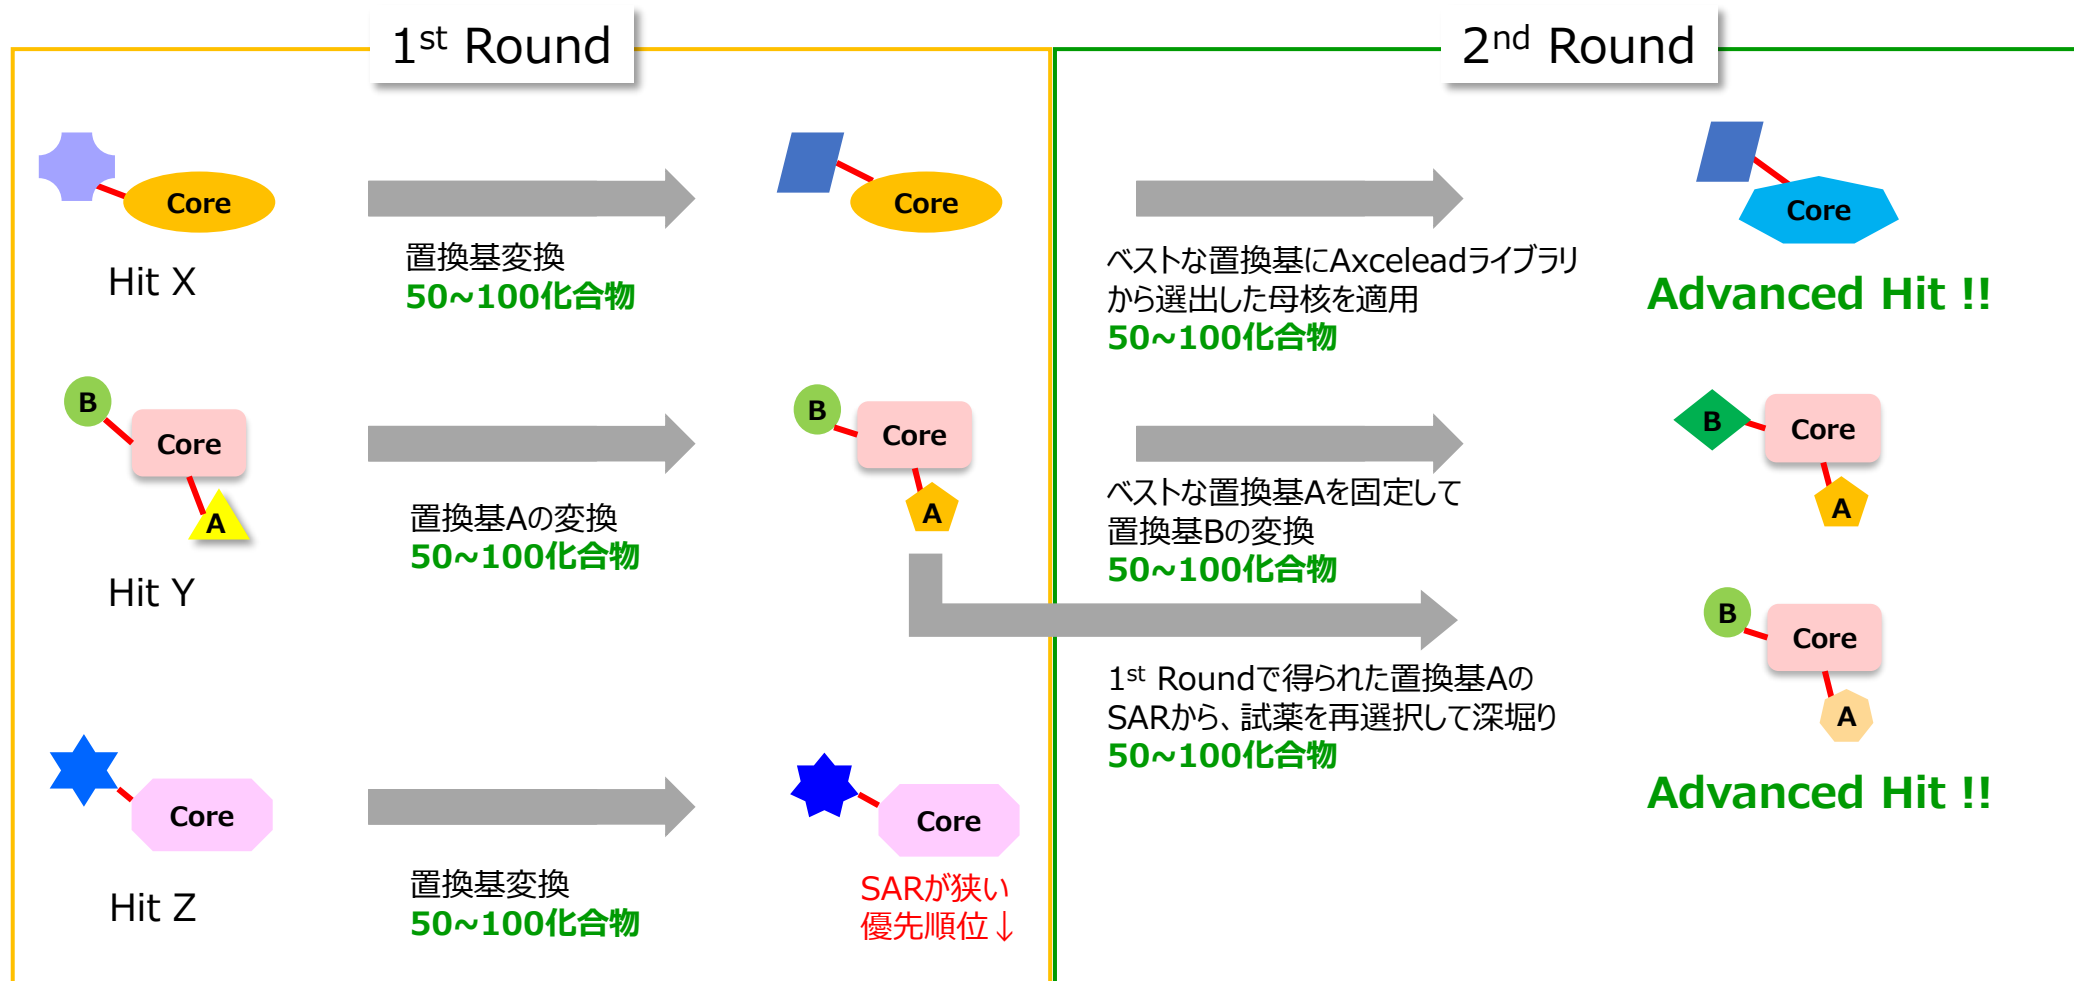 1st Round
2nd Round
Core
Hit X
置換基変換
50~100化合物
Core
ベストな置換基にAxceleadライブラリ
から選出した母核を適用
50~100化合物
Core
Advanced Hit !!
B
Core
A
Hit Y
置換基Aの変換
50~100化合物
B
Core
A
ベストな置換基Aを固定して
置換基Bの変換
50~100化合物
B
Core
A
1st Roundで得られた置換基Aの
SARから、試薬を再選択して深堀り
50~100化合物
B
Core
A
Advanced Hit !!
Core
Hit Z
置換基変換
50~100化合物
Core
SARが狭い
優先順位↓